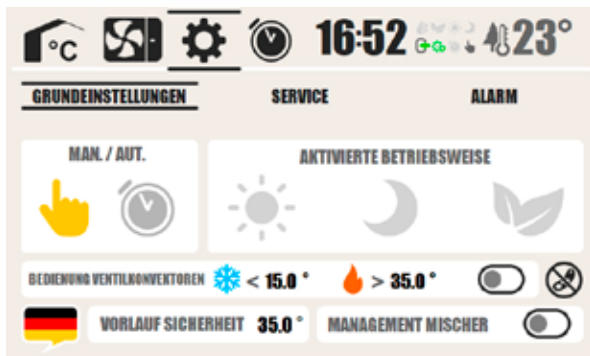 °C 16:52 23°
GRUNDEINSTELLUNGEN SERVICE ALARM
MAN. / AUT. AKTIVIERTE BETRIEBSWEISE
BEDIENUNG VENTILKONVEKTOREN < 15.0 ° > 35.0 °
VORLAUF SICHERHEIT 35.0 ° MANAGEMENT MISCHER